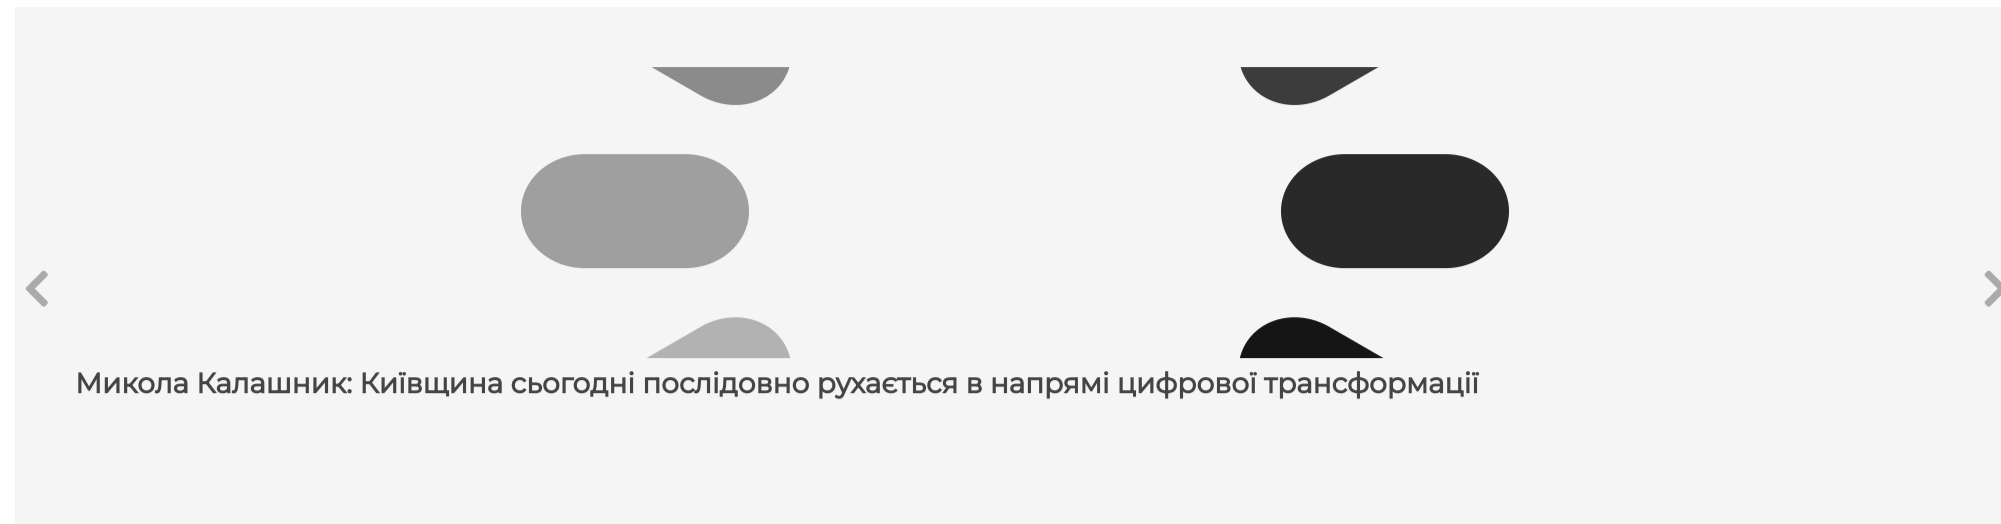 Микола Калашник: Київщина сьогодні послідовно рухається в напрямі цифрової трансформації